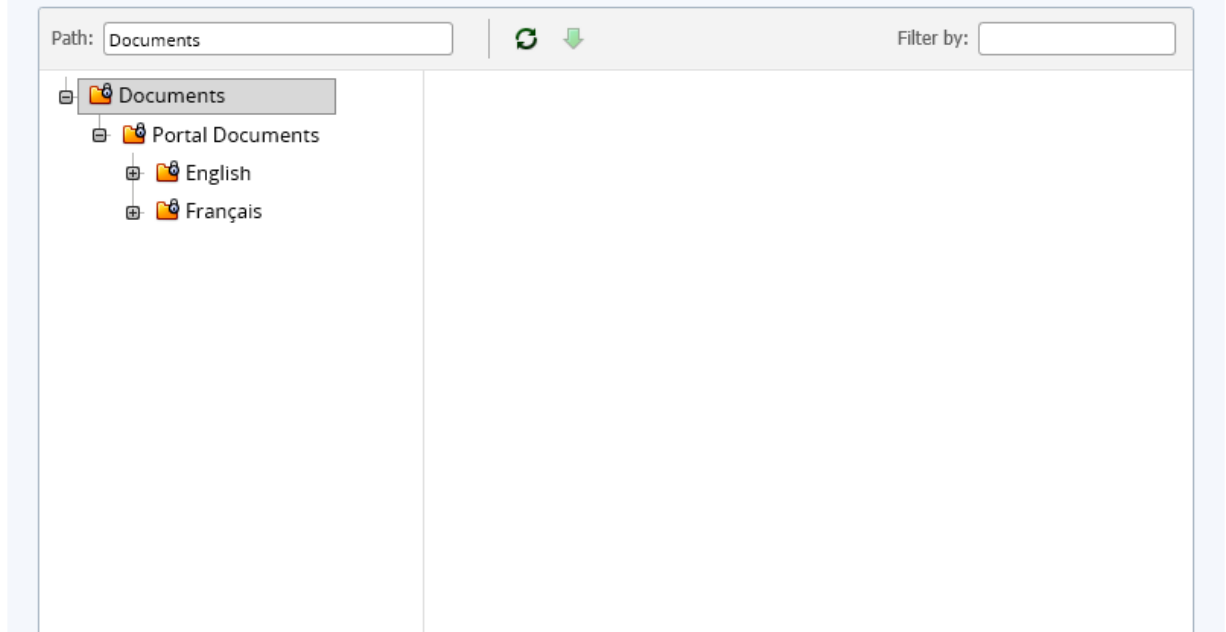 Path: Documents Filter by:
Documents
Portal Documents
English
Français